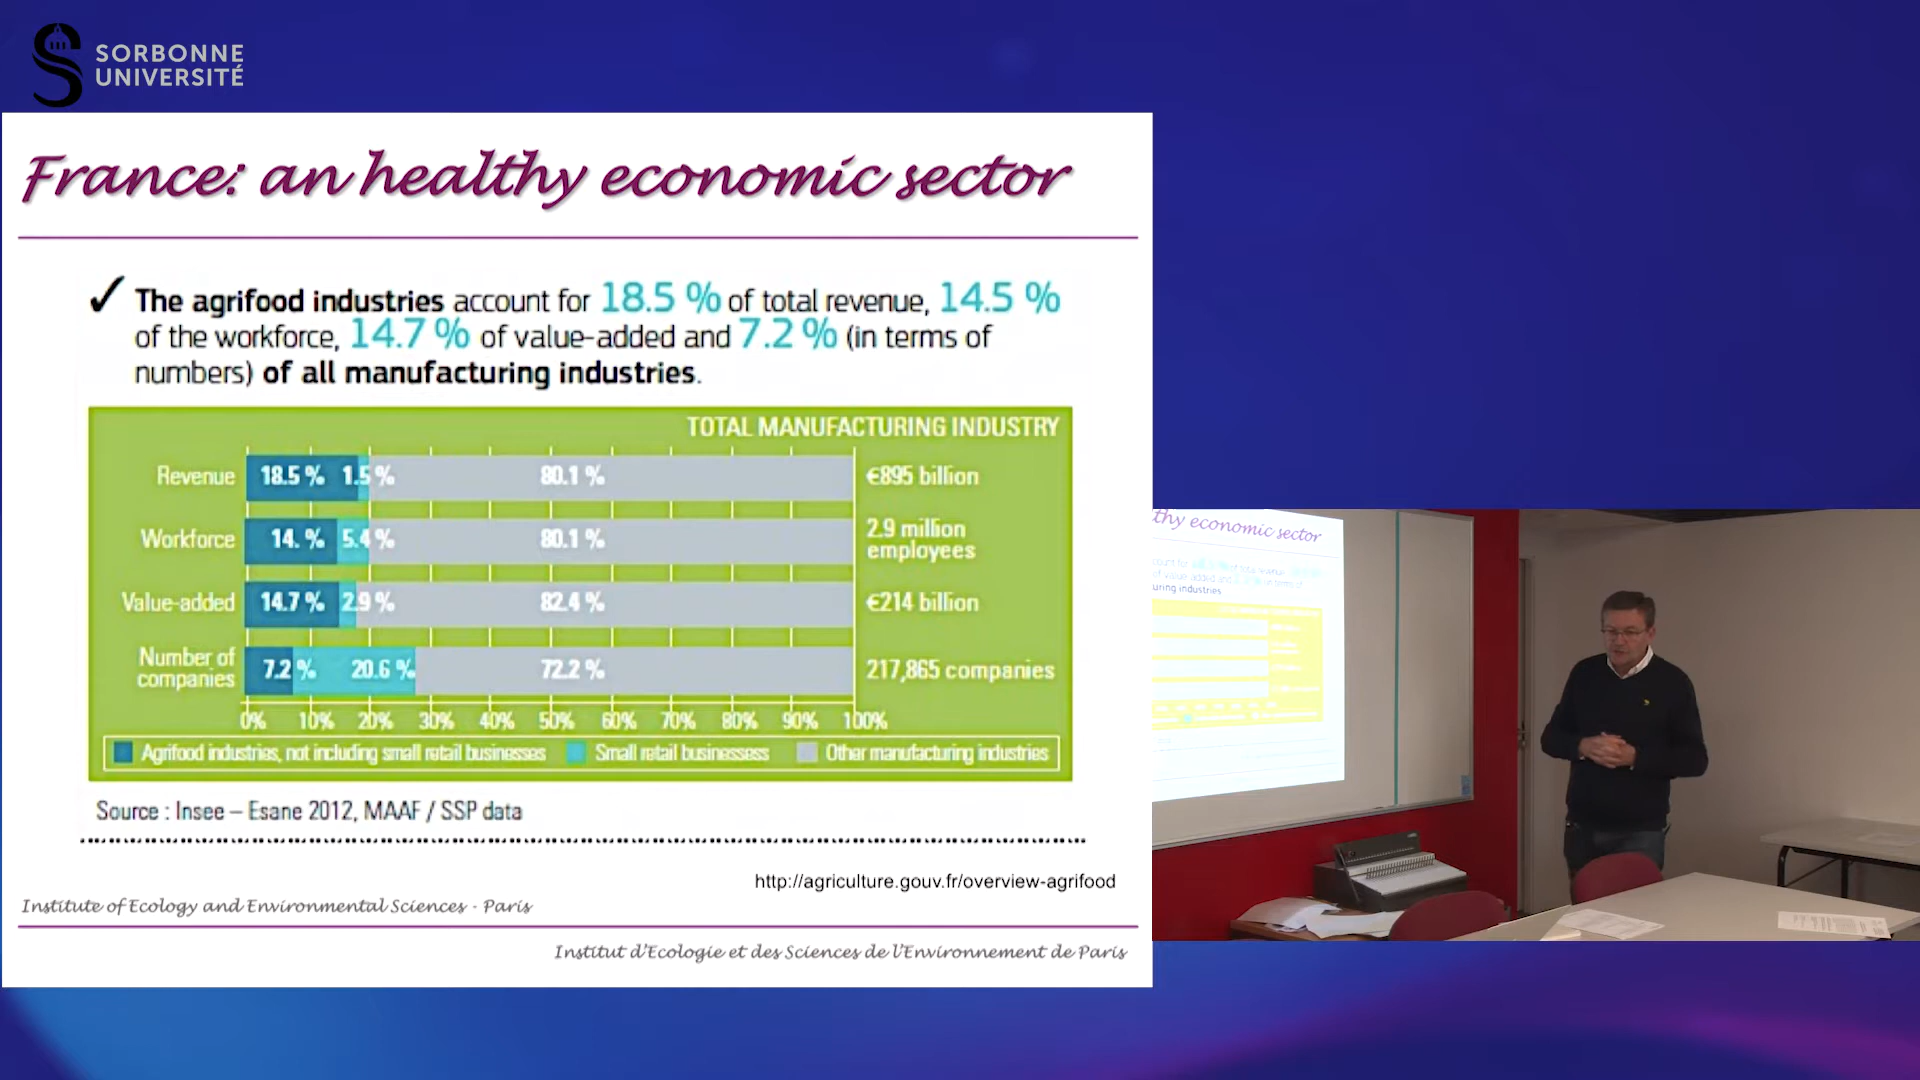 SORBONNE
UNIVERSITÉ
France: an healthy economic sector
✓ The agrifood industries account for 18.5 % of total revenue, 14.5 %
of the workforce, 14.7 % of value-added and 7.2 % (in terms of
numbers) of all manufacturing industries.
TOTAL MANUFACTURING INDUSTRY
Revenue 18.5 % 1.5 % 80.1 % €895 billion
Workforce 14. % 5.4 % 80.1 % 2.9 million
employees
Value-added 14.7 % 2.9 % 82.4 % €214 billion
Number of
companies 7.2 % 20.6 % 72.2 % 217,865 companies
0% 10% 20% 30% 40% 50% 60% 70% 80% 90% 100%
Agrifood industries, not including small retail businesses Small retail businessess Other manufacturing industries
Source : Insee – Esane 2012, MAAF / SSP data
http://agriculture.gouv.fr/overview-agrifood
Institute of Ecology and Environmental Sciences - Paris
Institut d'Ecologie et des Sciences de l'Environnement de Paris
thy economic sector
uring industries